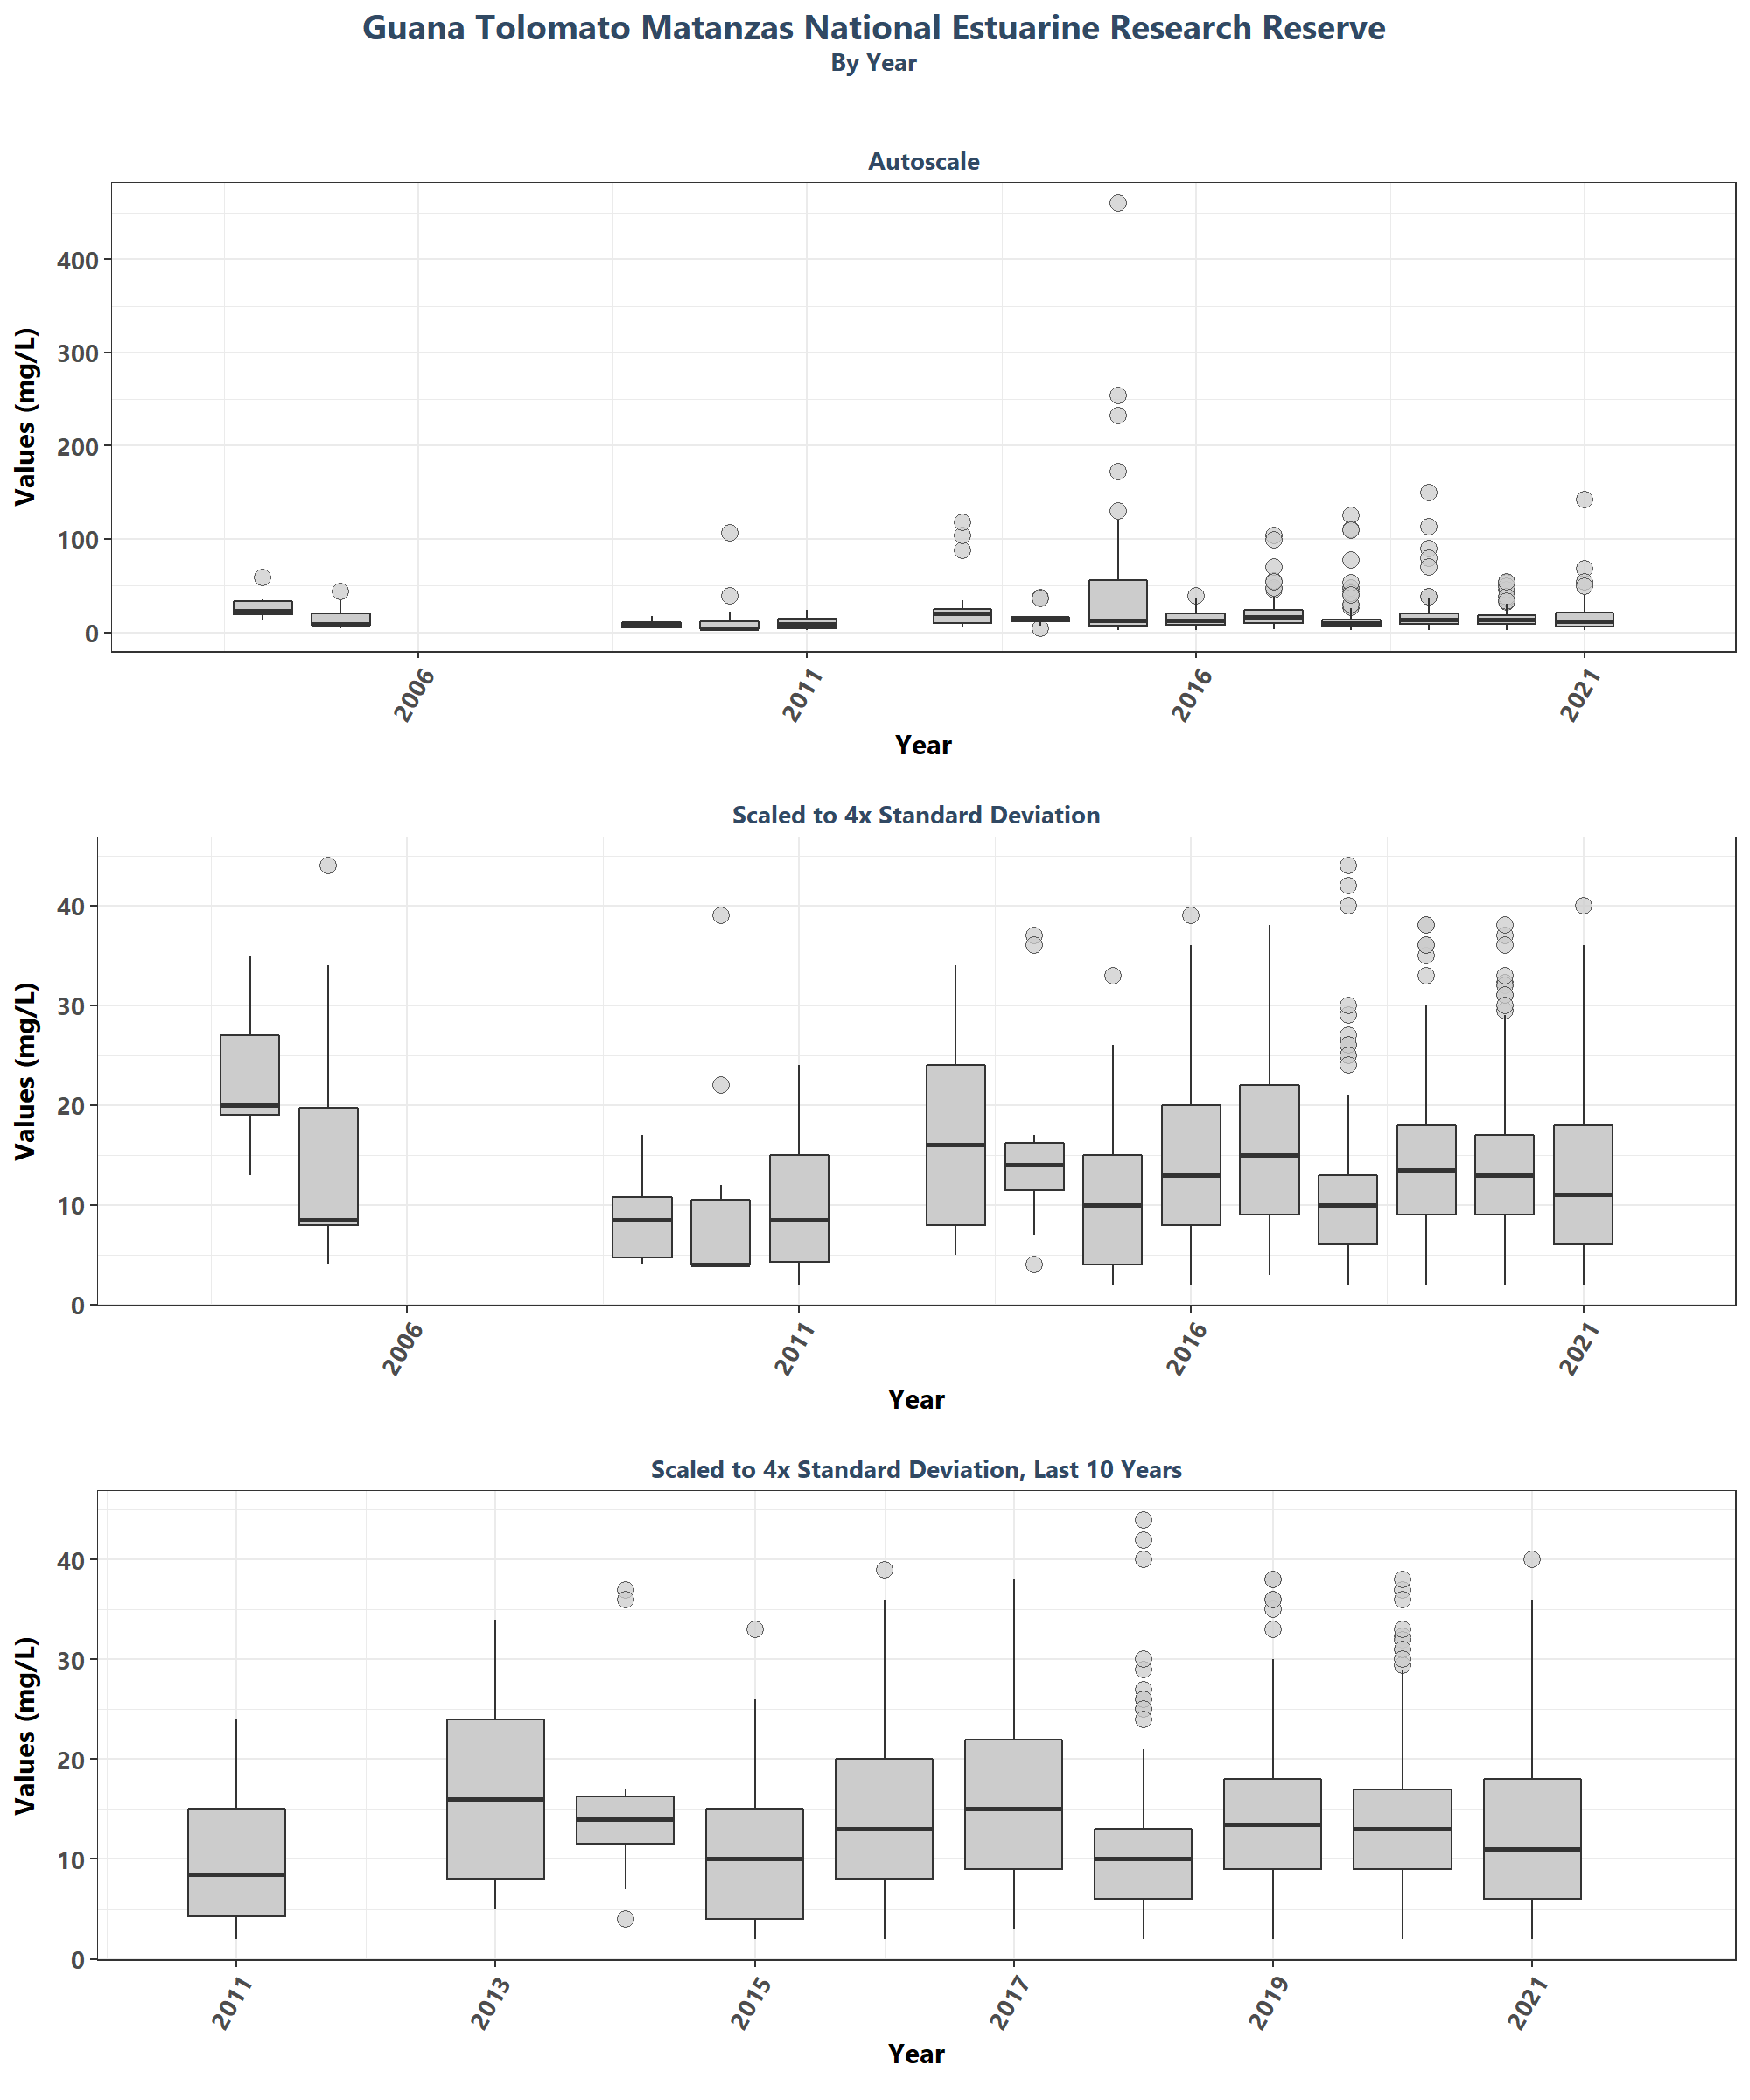 Guana Tolomato Matanzas National Estuarine Research Reserve
By Year
Autoscale
Values (mg/L)
400
300
200
100
0
2006
2011
2016
2021
Year
Scaled to 4x Standard Deviation
Values (mg/L)
40
30
20
10
0
2006
2011
2016
2021
Year
Scaled to 4x Standard Deviation, Last 10 Years
Values (mg/L)
40
30
20
10
0
2011
2013
2015
2017
2019
2021
Year